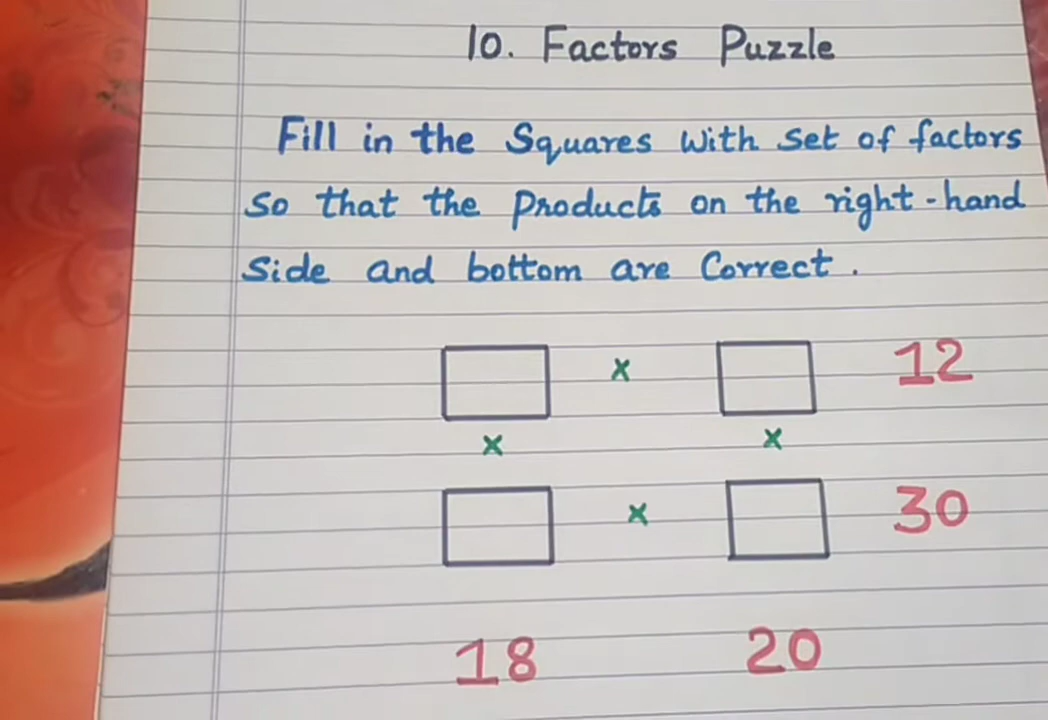 10. Factors Puzzle
Fill in the Squares with set of factors
so that the products on the right-hand
side and bottom are Correct.
x 12
x x
x 30
18 20